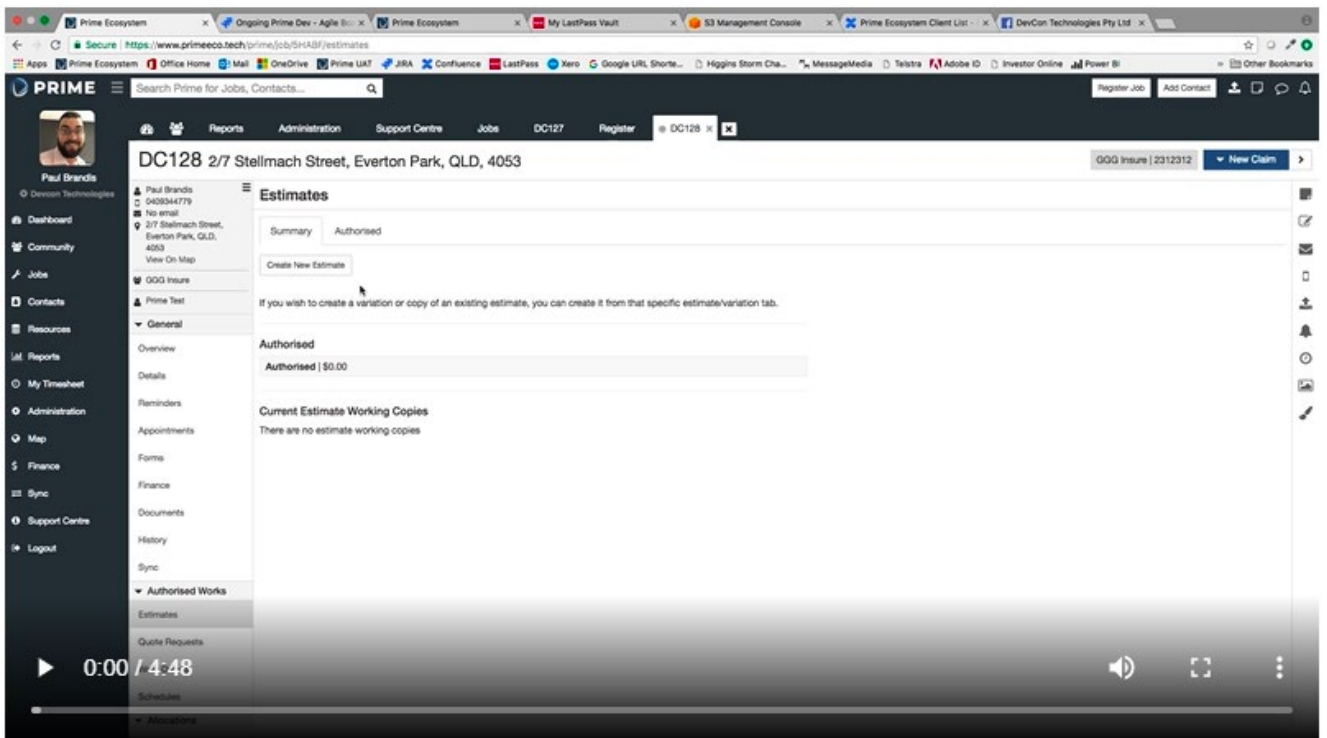 Prime Ecosystem
Ongoing Prime Dev - Agile Bo
Prime Ecosystem
My LastPass Vault
S3 Management Console
Prime Ecosystem Client List -
DevCon Technologies Pty Ltd
Secure | https://www.primeeco.tech/prime/job/5HABF/estimates
Apps Prime Ecosystem Office Home Mail OneDrive Prime UAT JIRA Confluence LastPass Xero Google URL Shorte... Higgins Storm Cha... MessageMedia Telstra Adobe ID Investor Online Power BI Other Bookmarks
PRIME
Search Prime for Jobs, Contacts...
Register Job
Add Contact
Reports Administration Support Centre Jobs DC127 Register DC128
DC128 2/7 Stellmach Street, Everton Park, QLD, 4053
GGG Insure | 2312312
New Claim
Paul Brandis
Devcon Technologies
Dashboard
Community
Jobs
Contacts
Resources
Reports
My Timesheet
Administration
Map
Finance
Sync
Support Centre
Logout
Paul Brandis
0409344779
No email
2/7 Stellmach Street,
Everton Park, QLD,
4053
View On Map
GGG Insure
Prime Test
General
Overview
Details
Reminders
Appointments
Forms
Finance
Documents
History
Sync
Authorised Works
Estimates
Quote Requests
Schedules
Allocations
Estimates
Summary
Authorised
Create New Estimate
If you wish to create a variation or copy of an existing estimate, you can create it from that specific estimate/variation tab.
Authorised
Authorised | $0.00
Current Estimate Working Copies
There are no estimate working copies
0:00 / 4:48